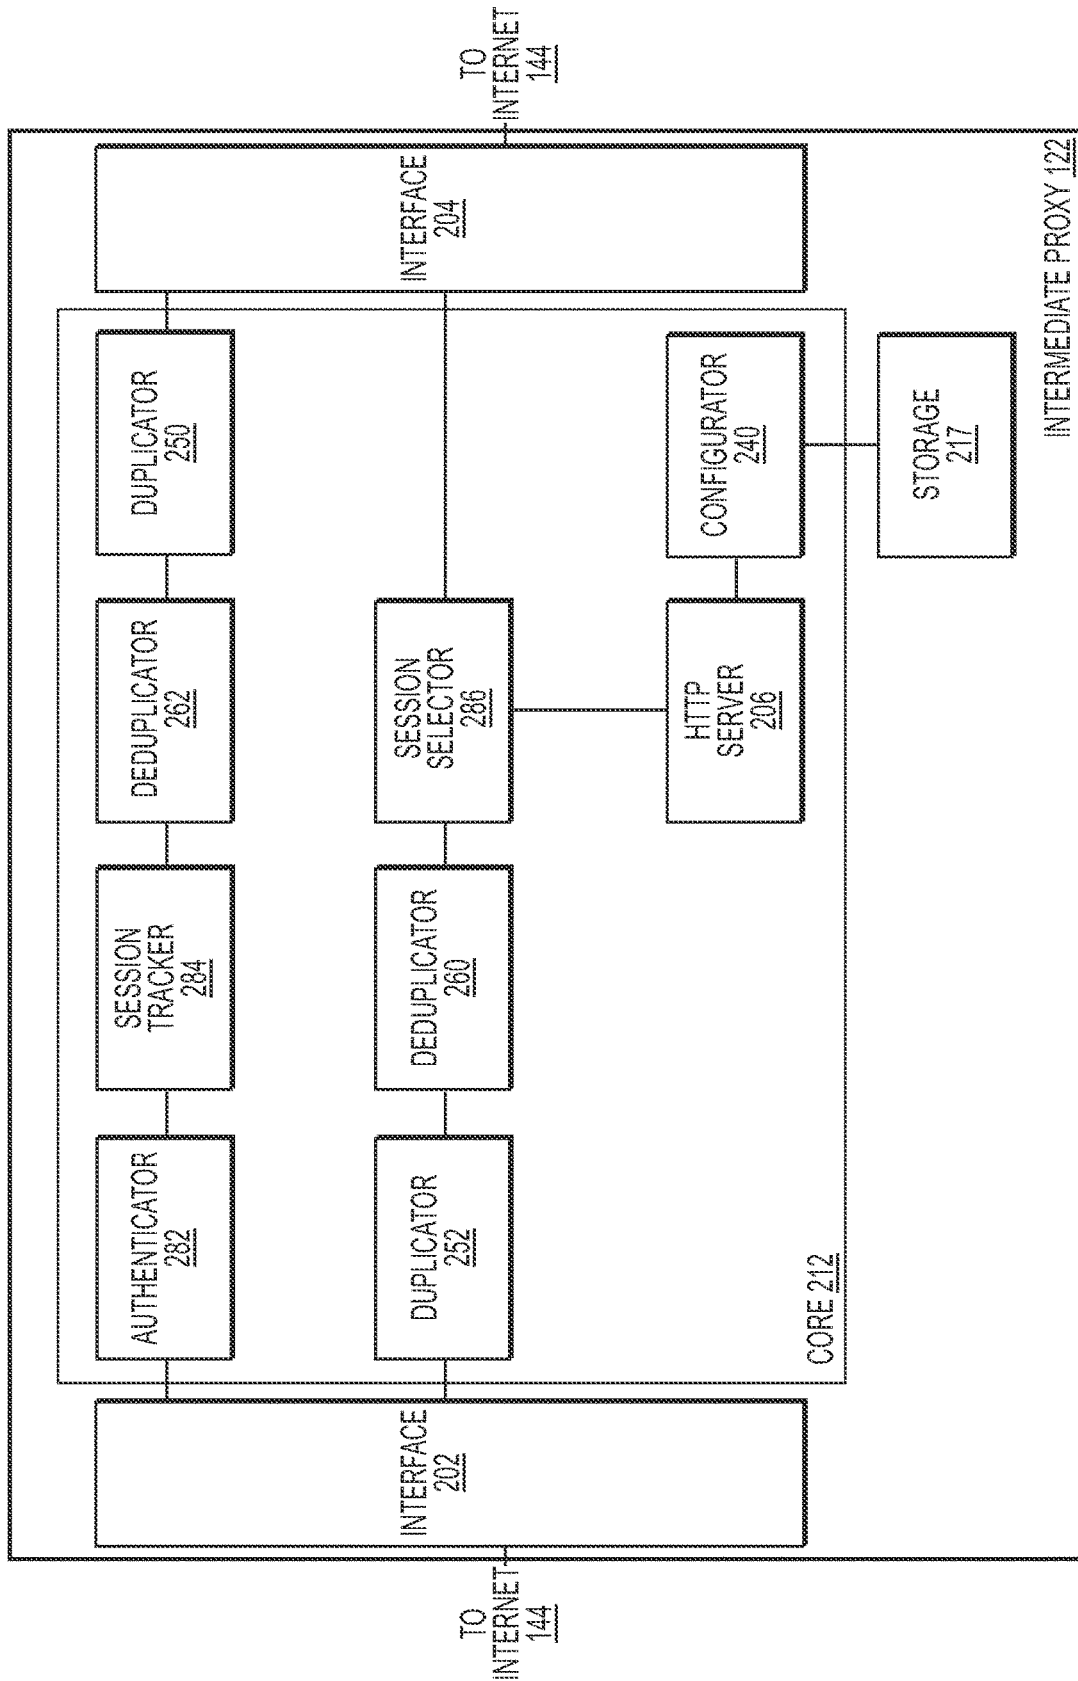 TO
INTERNET
144
INTERFACE
202
AUTHENTICATOR
282
SESSION
TRACKER
284
DEDUPLICATOR
262
DUPLICATOR
250
DUPLICATOR
252
DEDUPLICATOR
260
SESSION
SELECTOR
286
HTTP
SERVER
206
CONFIGURATOR
240
CORE 212
STORAGE
217
INTERFACE
204
TO
INTERNET
144
INTERMEDIATE PROXY 122